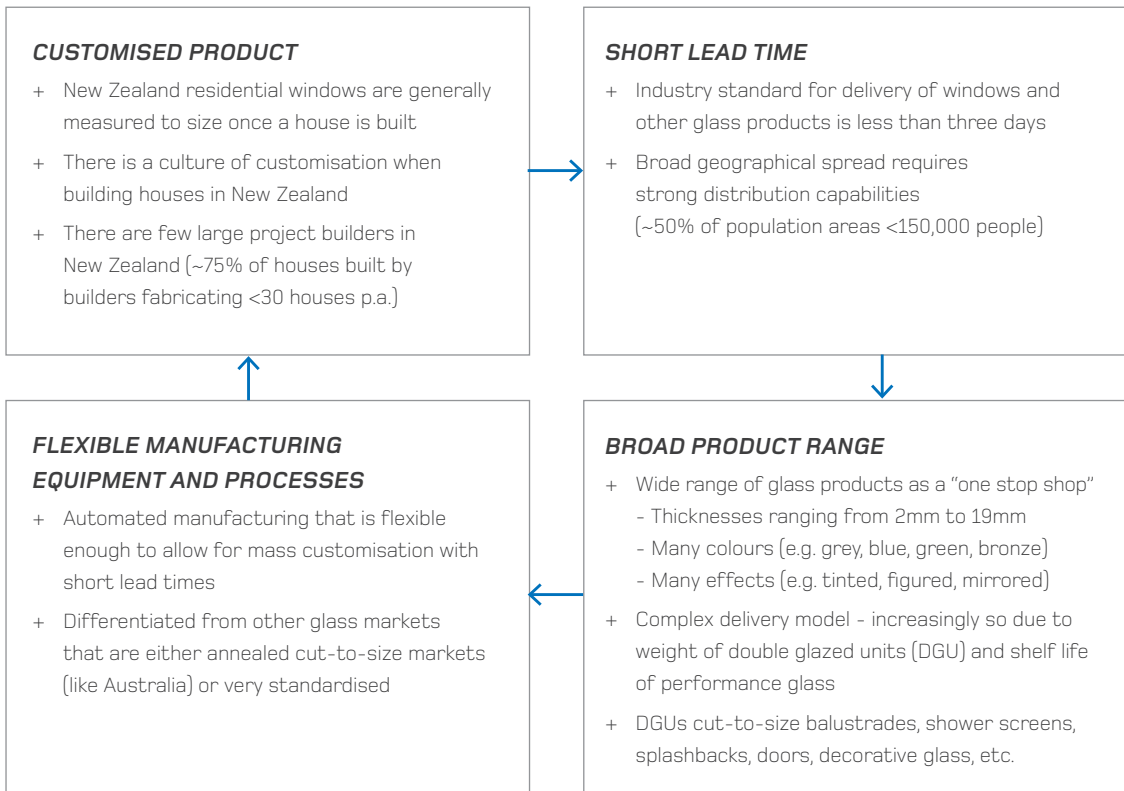 CUSTOMISED PRODUCT
+ New Zealand residential windows are generally
measured to size once a house is built
+ There is a culture of customisation when
building houses in New Zealand
+ There are few large project builders in
New Zealand (~75% of houses built by
builders fabricating <30 houses p.a.)
SHORT LEAD TIME
+ Industry standard for delivery of windows and
other glass products is less than three days
+ Broad geographical spread requires
strong distribution capabilities
(~50% of population areas <150,000 people)
FLEXIBLE MANUFACTURING
EQUIPMENT AND PROCESSES
+ Automated manufacturing that is flexible
enough to allow for mass customisation with
short lead times
+ Differentiated from other glass markets
that are either annealed cut-to-size markets
(like Australia) or very standardised
BROAD PRODUCT RANGE
+ Wide range of glass products as a “one stop shop”
- Thicknesses ranging from 2mm to 19mm
- Many colours (e.g. grey, blue, green, bronze)
- Many effects (e.g. tinted, figured, mirrored)
+ Complex delivery model - increasingly so due to
weight of double glazed units (DGU) and shelf life
of performance glass
+ DGUs cut-to-size balustrades, shower screens,
splashbacks, doors, decorative glass, etc.